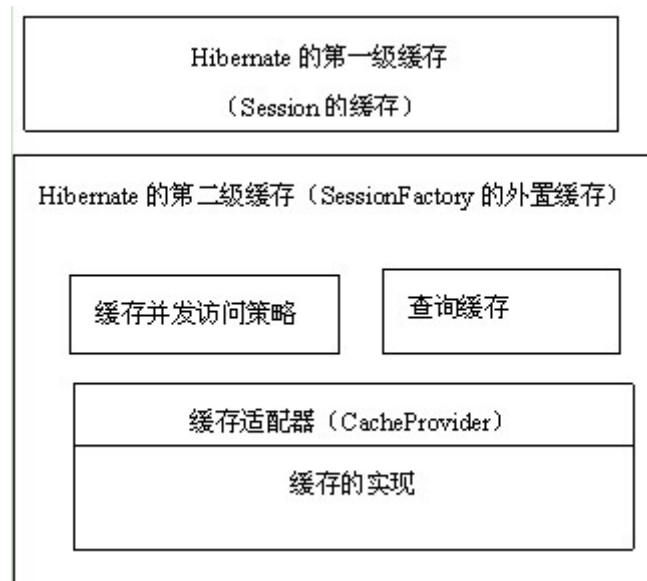 Hibernate 的第一级缓存
（Session 的缓存）
Hibernate 的第二级缓存（SessionFactory 的外置缓存）
缓存并发访问策略
查询缓存
缓存适配器（CacheProvider）
缓存的实现